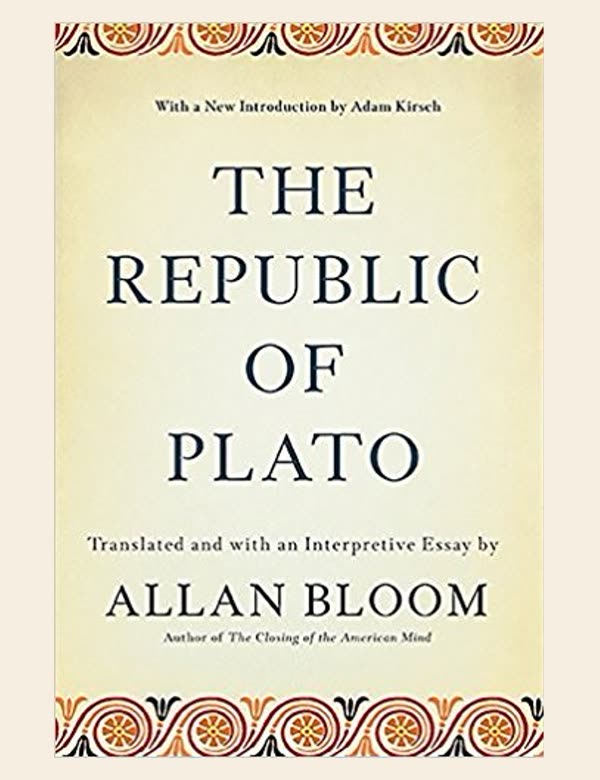 With a New Introduction by Adam Kirsch
THE
REPUBLIC
OF
PLATO
Translated and with an Interpretive Essay by
ALLAN BLOOM
Author of The Closing of the American Mind